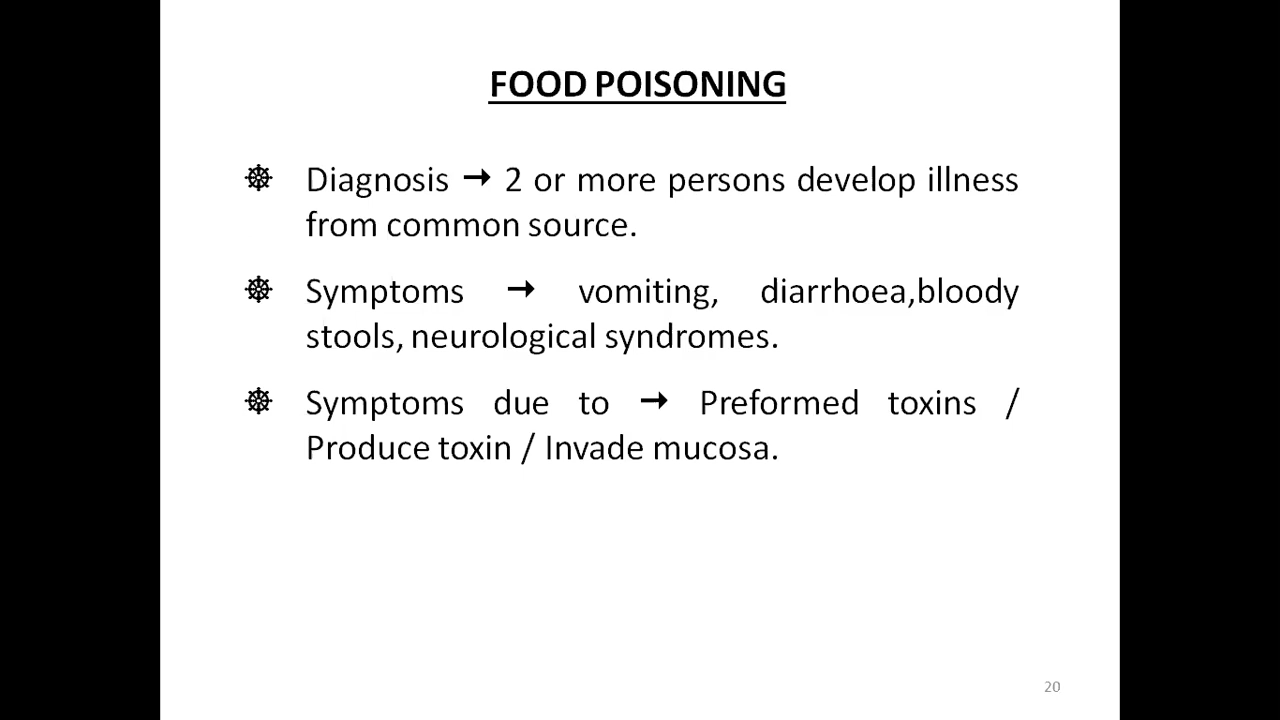 FOOD POISONING
☸ Diagnosis → 2 or more persons develop illness
from common source.
☸ Symptoms → vomiting, diarrhoea,bloody
stools, neurological syndromes.
☸ Symptoms due to → Preformed toxins /
Produce toxin / Invade mucosa.
20